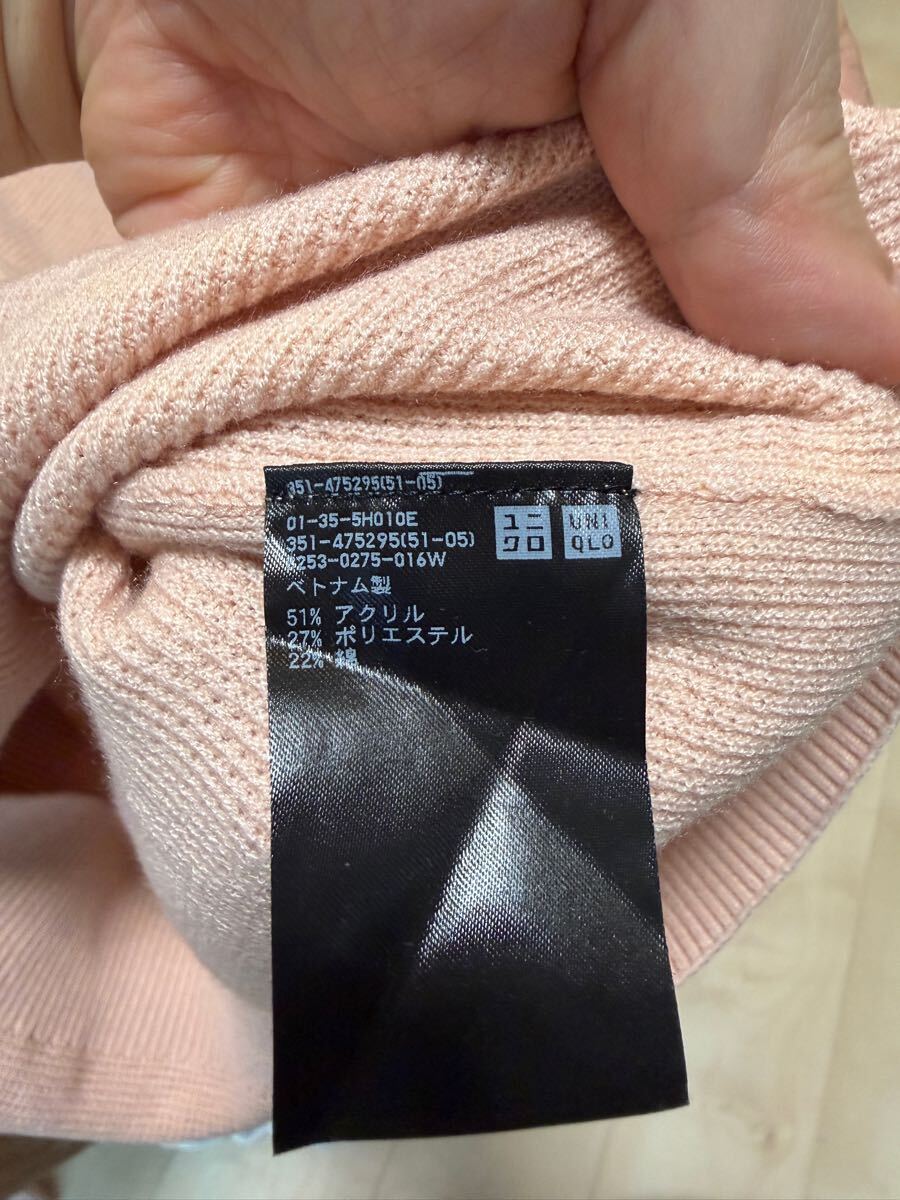 351-475295(51-05)
01-35-5H010E
351-475295(51-05)
0253-0275-016W
ベトナム製
51% アクリル
27% ポリエステル
22% 綿
ユニ
クロ
UNI
QLO